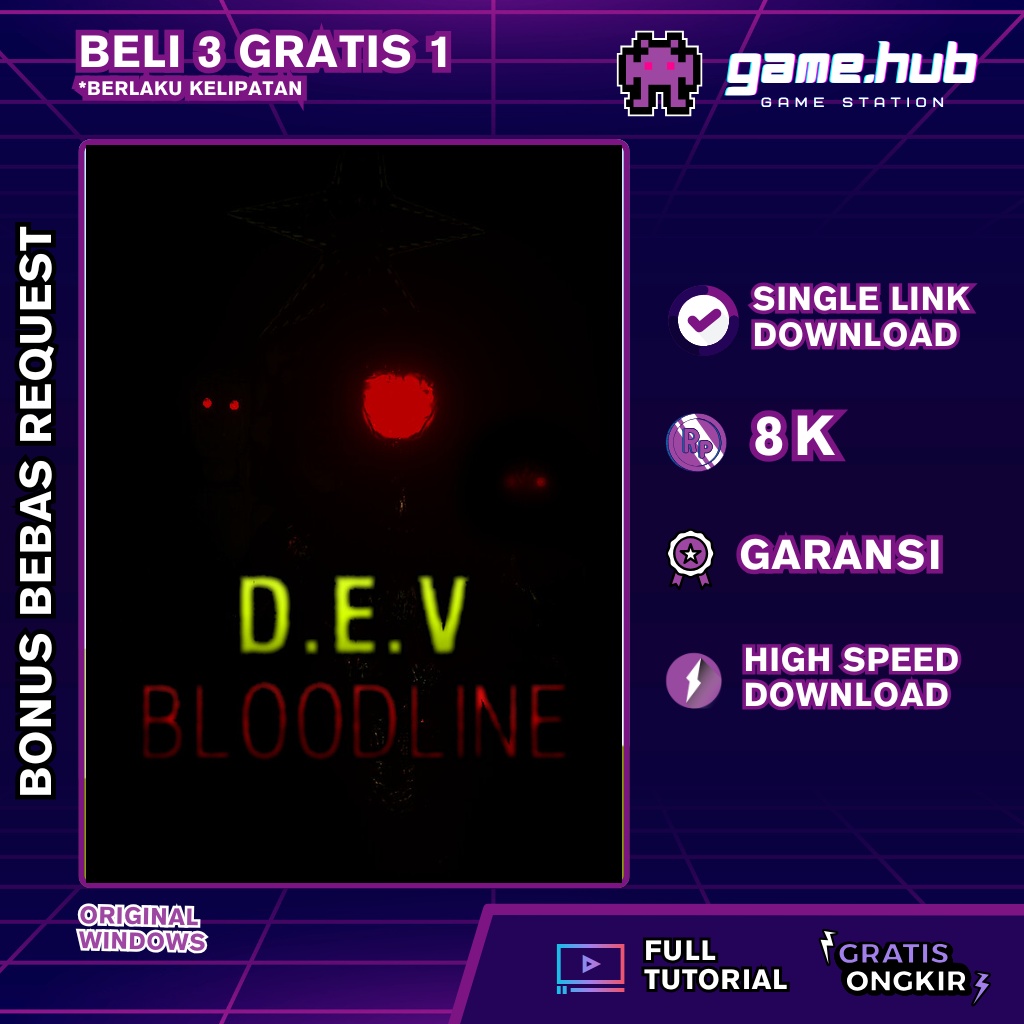 BELI 3 GRATIS 1
*BERLAKU KELIPATAN
game.hub
GAME STATION
BONUS BEBAS REQUEST
D.E.V
BLOODLINE
SINGLE LINK
DOWNLOAD
Rp
8K
GARANSI
HIGH SPEED
DOWNLOAD
ORIGINAL
WINDOWS
FULL
TUTORIAL
GRATIS
ONGKIR